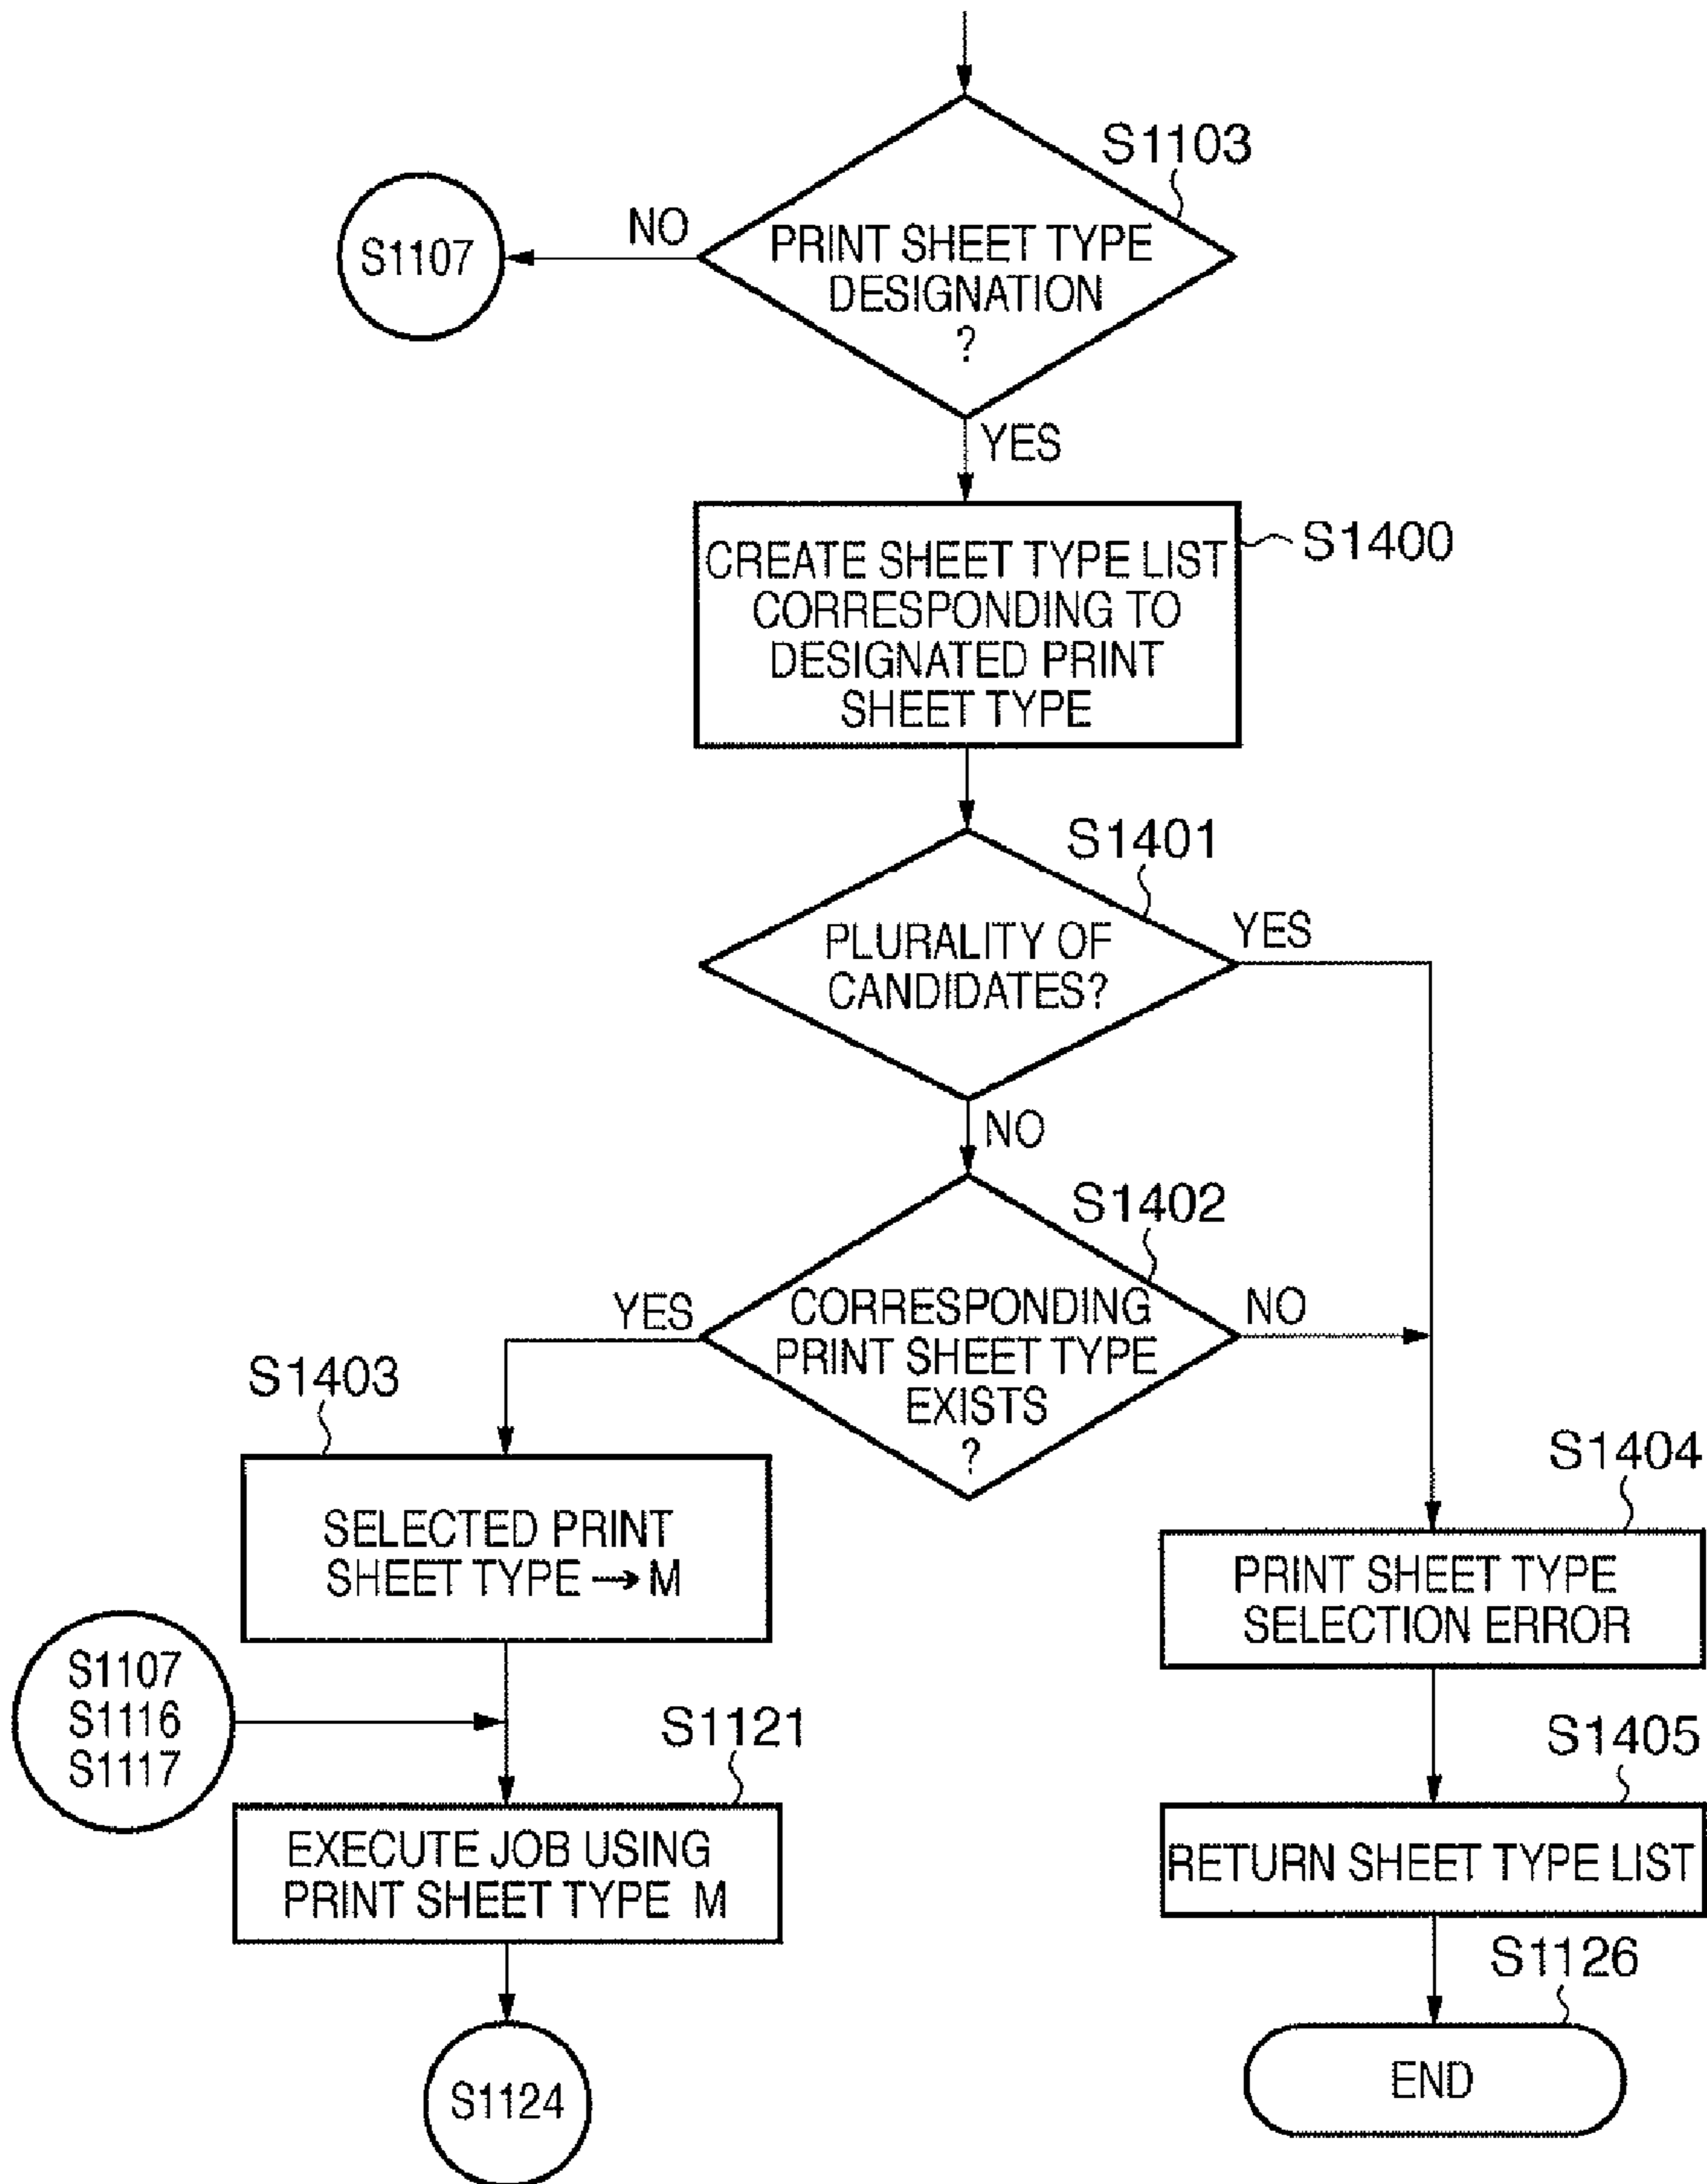 S1103
NO
S1107
PRINT SHEET TYPE
DESIGNATION
?
YES
S1400
CREATE SHEET TYPE LIST
CORRESPONDING TO
DESIGNATED PRINT
SHEET TYPE
S1401
PLURALITY OF
CANDIDATES?
YES
NO
S1402
YES
CORRESPONDING
PRINT SHEET TYPE
EXISTS
?
NO
S1403
SELECTED PRINT
SHEET TYPE → M
S1404
PRINT SHEET TYPE
SELECTION ERROR
S1107
S1116
S1117
S1121
EXECUTE JOB USING
PRINT SHEET TYPE M
S1405
RETURN SHEET TYPE LIST
S1126
END
S1124